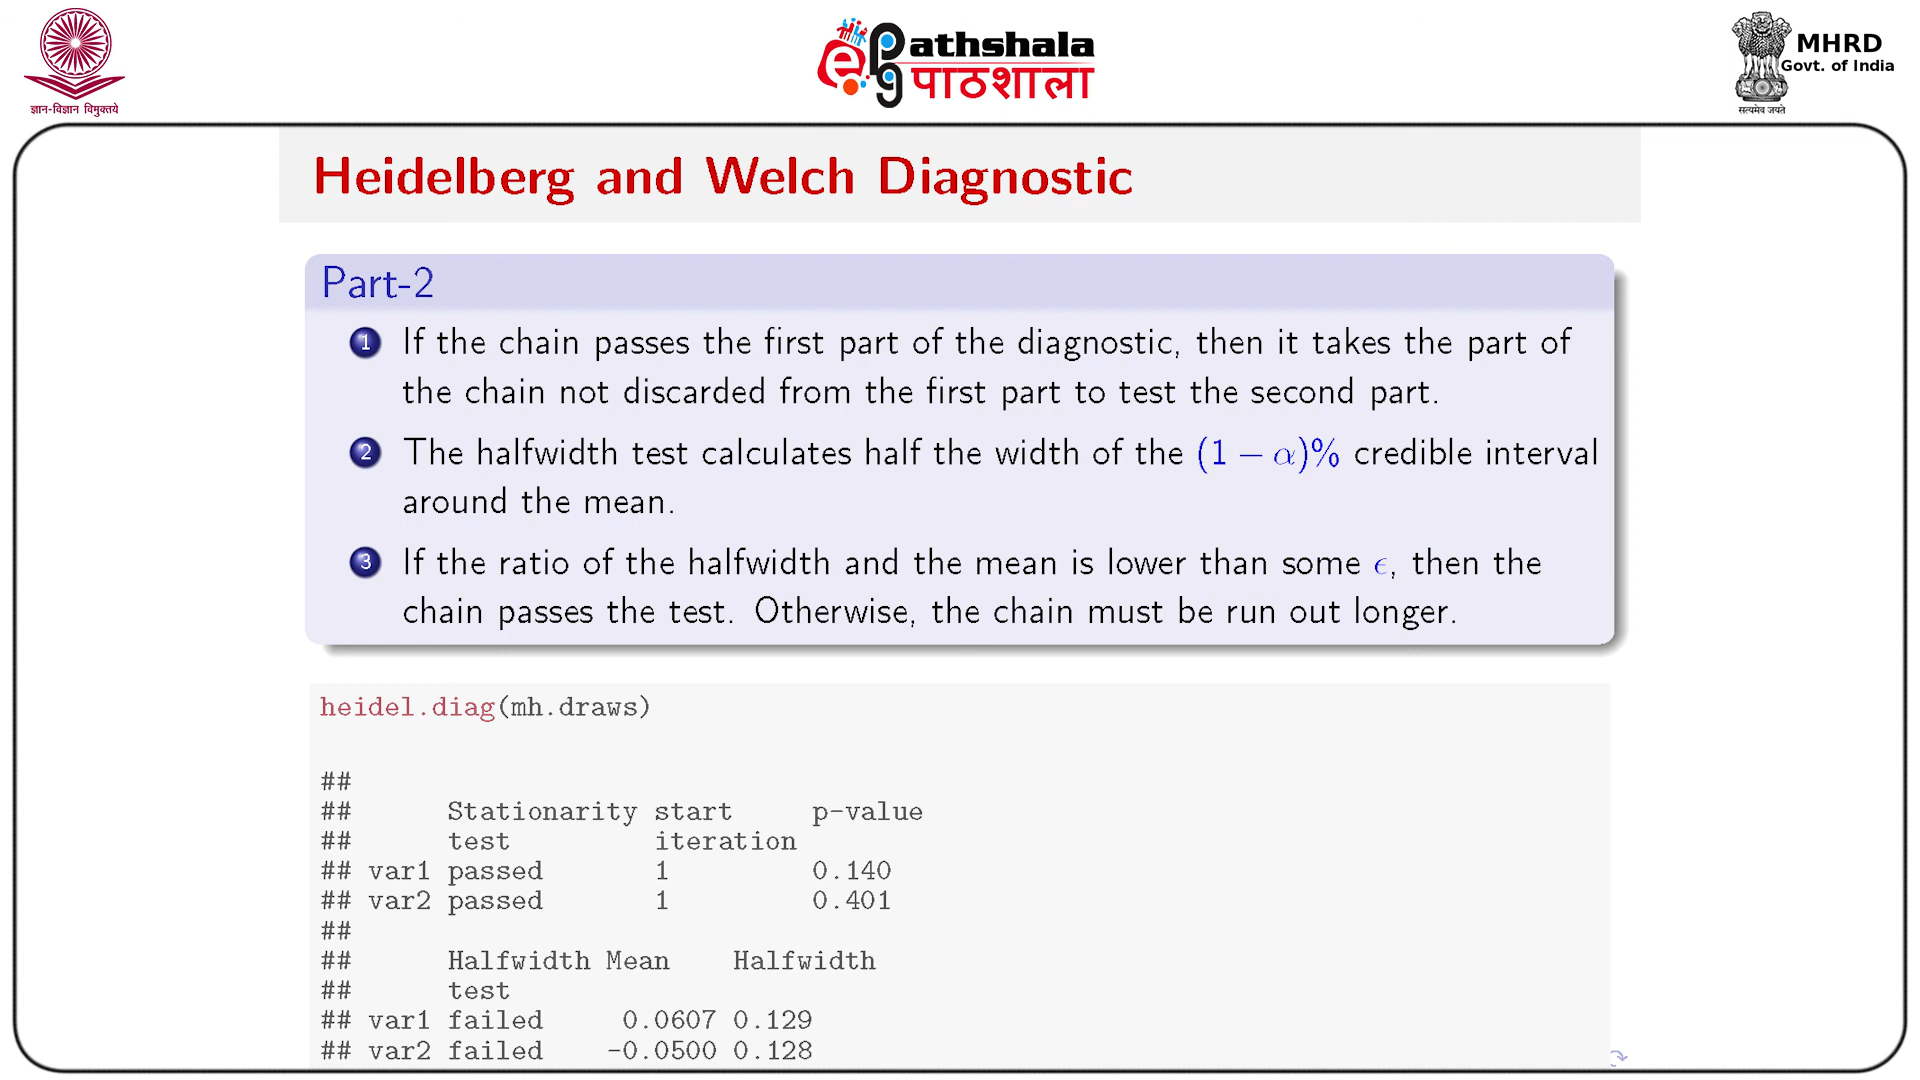 ज्ञान-विज्ञान विमुक्तये
ePathshala
पाठशाला
MHRD
Govt. of India
सत्यमेव जयते
Heidelberg and Welch Diagnostic
Part-2
1 If the chain passes the first part of the diagnostic, then it takes the part of
the chain not discarded from the first part to test the second part.
2 The halfwidth test calculates half the width of the (1 − α)% credible interval
around the mean.
3 If the ratio of the halfwidth and the mean is lower than some ϵ, then the
chain passes the test. Otherwise, the chain must be run out longer.
heidel.diag(mh.draws)
##
##      Stationarity start     p-value
##      test         iteration
## var1 passed       1         0.140
## var2 passed       1         0.401
##
##      Halfwidth Mean    Halfwidth
##      test
## var1 failed     0.0607 0.129
## var2 failed    -0.0500 0.128